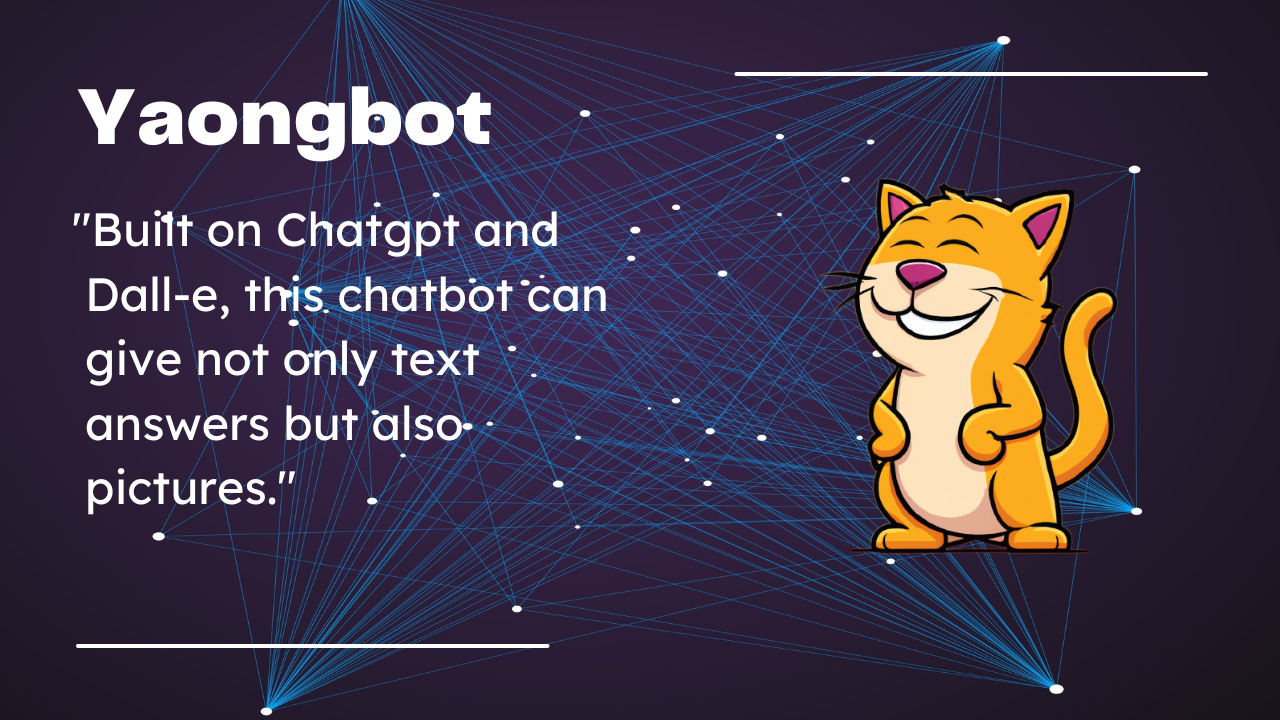 Yaongbot
"Built on Chatgpt and
Dall-e, this chatbot can
give not only text
answers but also
pictures."